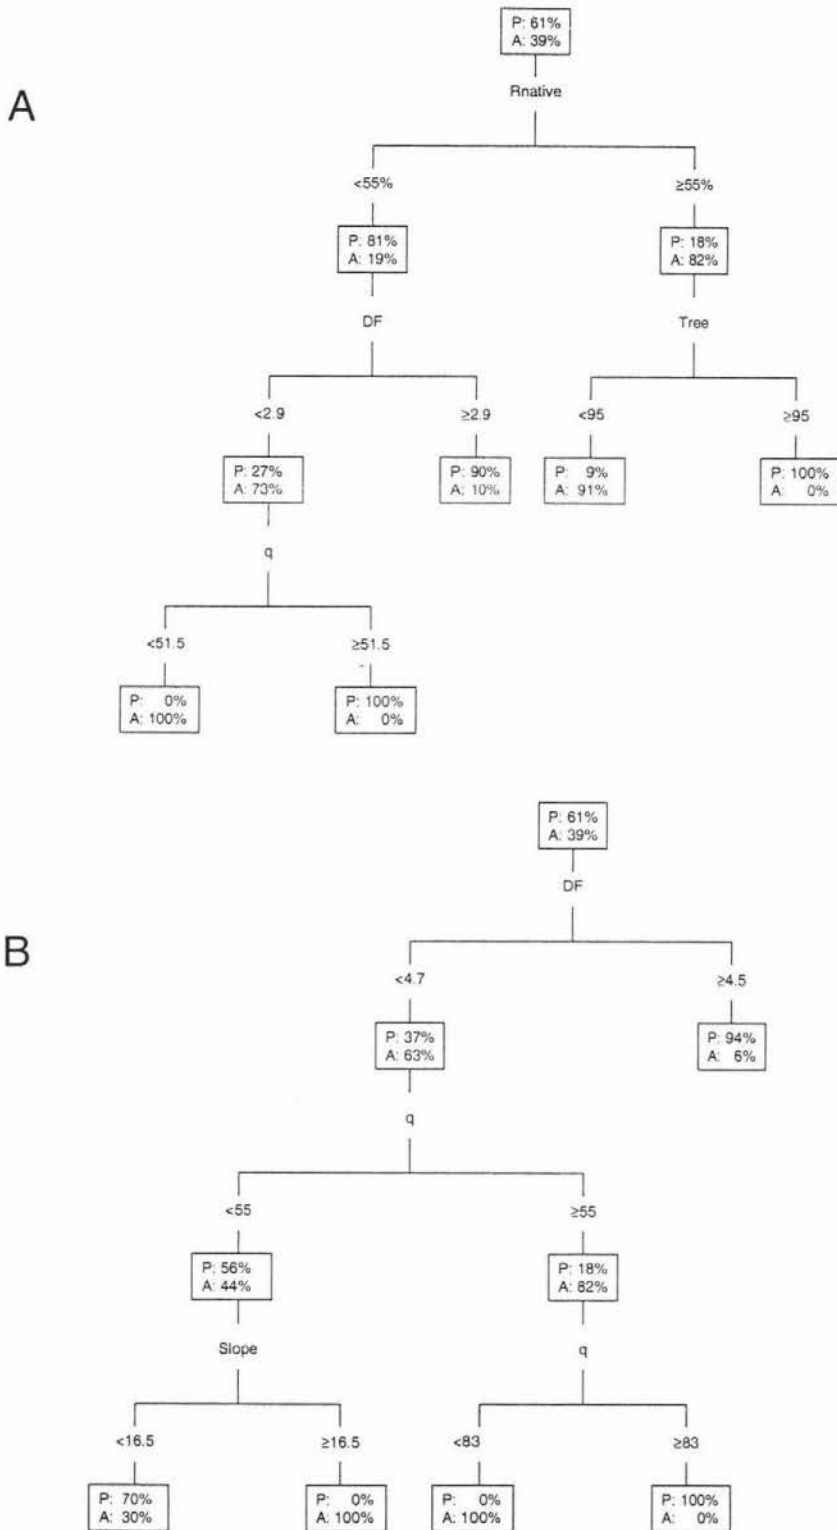 P: 61%
A: 39%
A
Rnative
<55% ≥55%
P: 81% P: 18%
A: 19% A: 82%
DF Tree
<2.9 ≥2.9 <95 ≥95
P: 27% P: 90% P: 9% P: 100%
A: 73% A: 10% A: 91% A: 0%
q
<51.5 ≥51.5
P: 0% P: 100%
A: 100% A: 0%
P: 61%
A: 39%
DF
B
<4.7 ≥4.5
P: 37% P: 94%
A: 63% A: 6%
q
<55 ≥55
P: 56% P: 18%
A: 44% A: 82%
Slope q
<16.5 ≥16.5 <83 ≥83
P: 70% P: 0% P: 0% P: 100%
A: 30% A: 100% A: 100% A: 0%